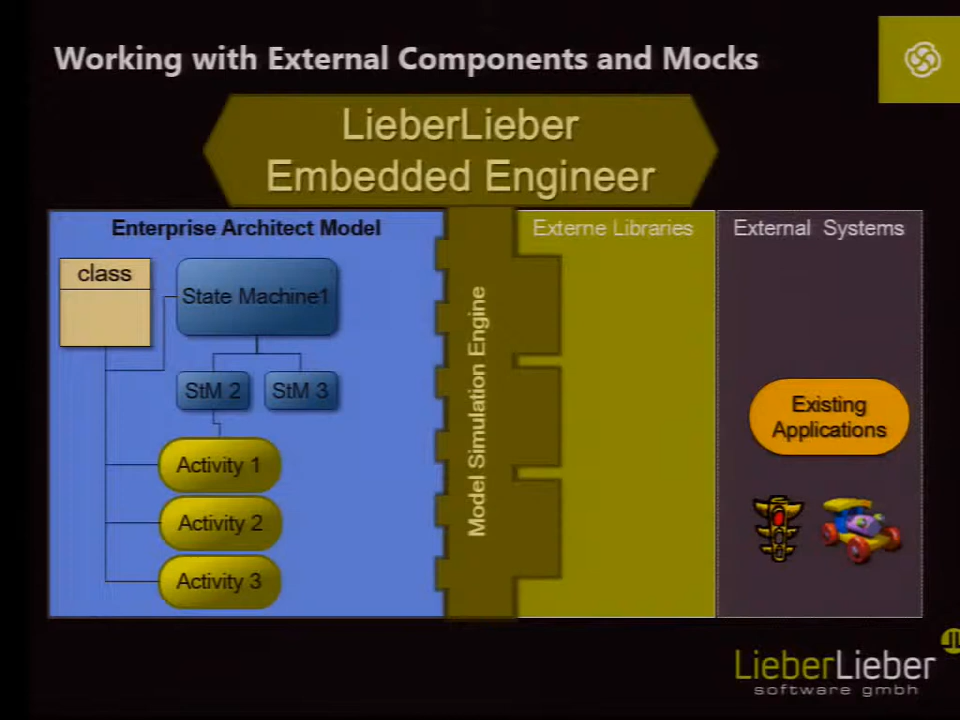 Working with External Components and Mocks
LieberLieber
Embedded Engineer
Enterprise Architect Model
Externe Libraries
External Systems
class
State Machine1
StM 2
StM 3
Activity 1
Activity 2
Activity 3
Model Simulation Engine
Existing
Applications
LieberLieber
software gmbh